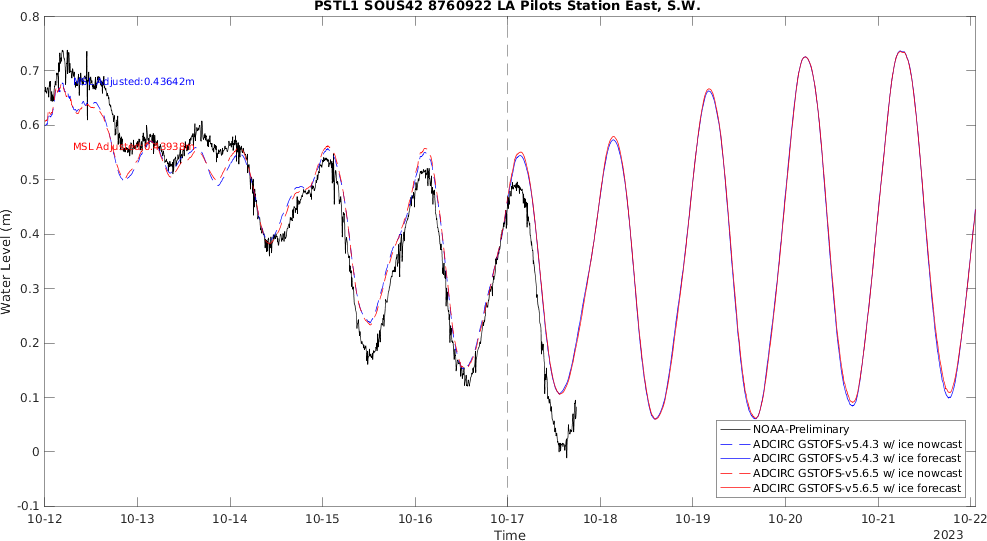 PSTL1 SOUS42 8760922 LA Pilots Station East, S.W.
0.8
0.7
0.6
0.5
0.4
0.3
0.2
0.1
0
-0.1
Water Level (m)
MSL Adjusted:0.43642m
MSL Adjusted:
NOAA-Preliminary
ADCIRC GSTOFS-v5.4.3 w/ ice nowcast
ADCIRC GSTOFS-v5.4.3 w/ ice forecast
ADCIRC GSTOFS-v5.6.5 w/ ice nowcast
ADCIRC GSTOFS-v5.6.5 w/ ice forecast
10-12 10-13 10-14 10-15 10-16 10-17 10-18 10-19 10-20 10-21 10-22
Time
2023